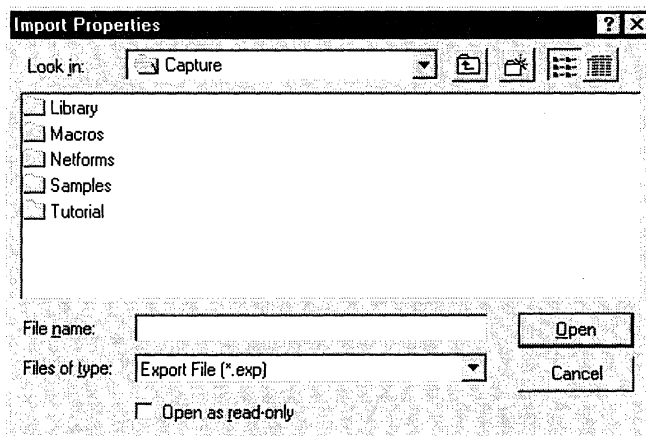 Import Properties
Look in: Capture
Library
Macros
Netforms
Samples
Tutorial
File name: Open
Files of type: Export File (*.exp) Cancel
Open as read-only